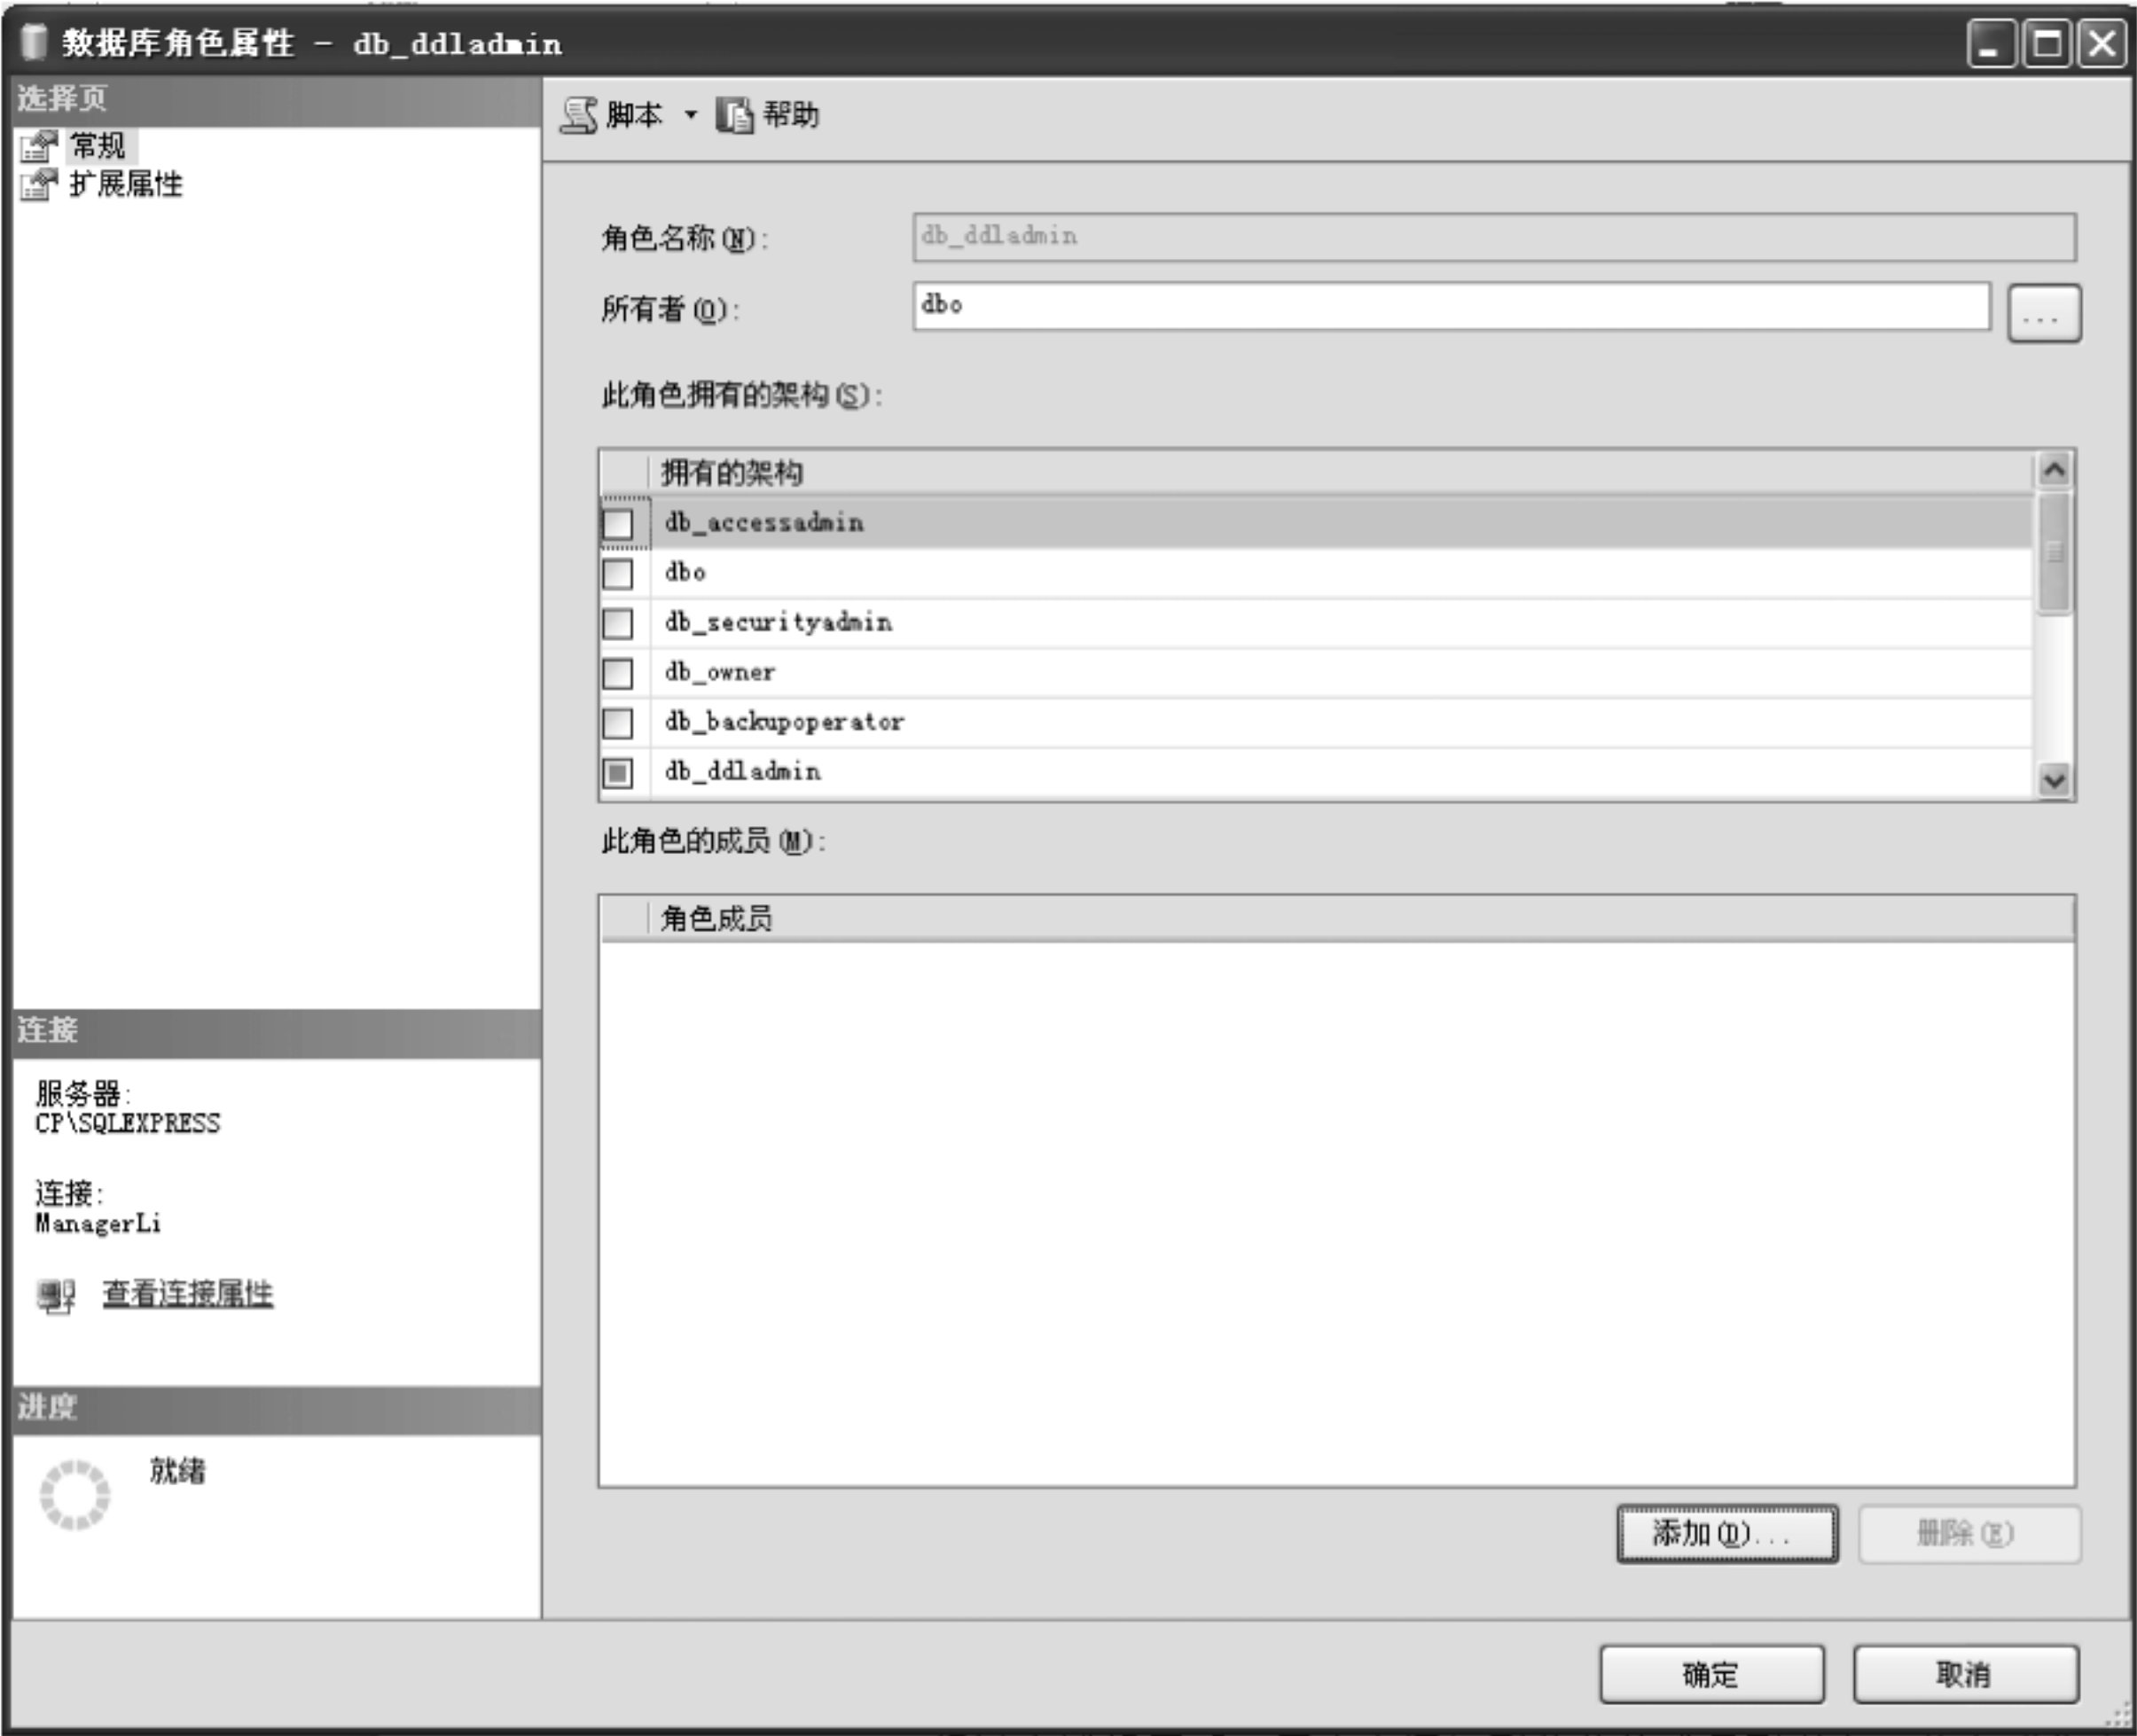 数据库角色属性 - db_ddladmin
选择页
常规
扩展属性
脚本
帮助
角色名称(N):
db_ddladmin
所有者(O):
dbo
...
此角色拥有的架构(S):
拥有的架构
db_accessadmin
dbo
db_securityadmin
db_owner
db_backupoperator
db_ddladmin
此角色的成员(M):
角色成员
连接
服务器:
CP\SQLEXPRESS
连接:
ManagerLi
查看连接属性
进度
就绪
添加(D)...
删除(E)
确定
取消